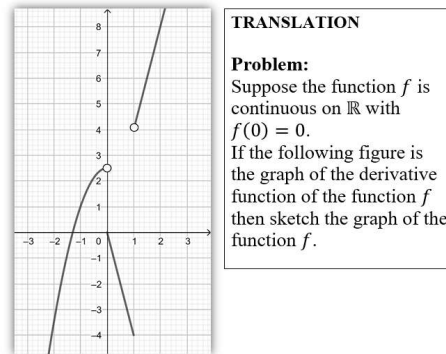 8
7
6
5
4
3
2
1
−3 −2 −1 0 1 2 3
−1
−2
−3
−4
TRANSLATION
Problem:
Suppose the function f is
continuous on ℝ with
f(0) = 0.
If the following figure is
the graph of the derivative
function of the function f
then sketch the graph of the
function f.